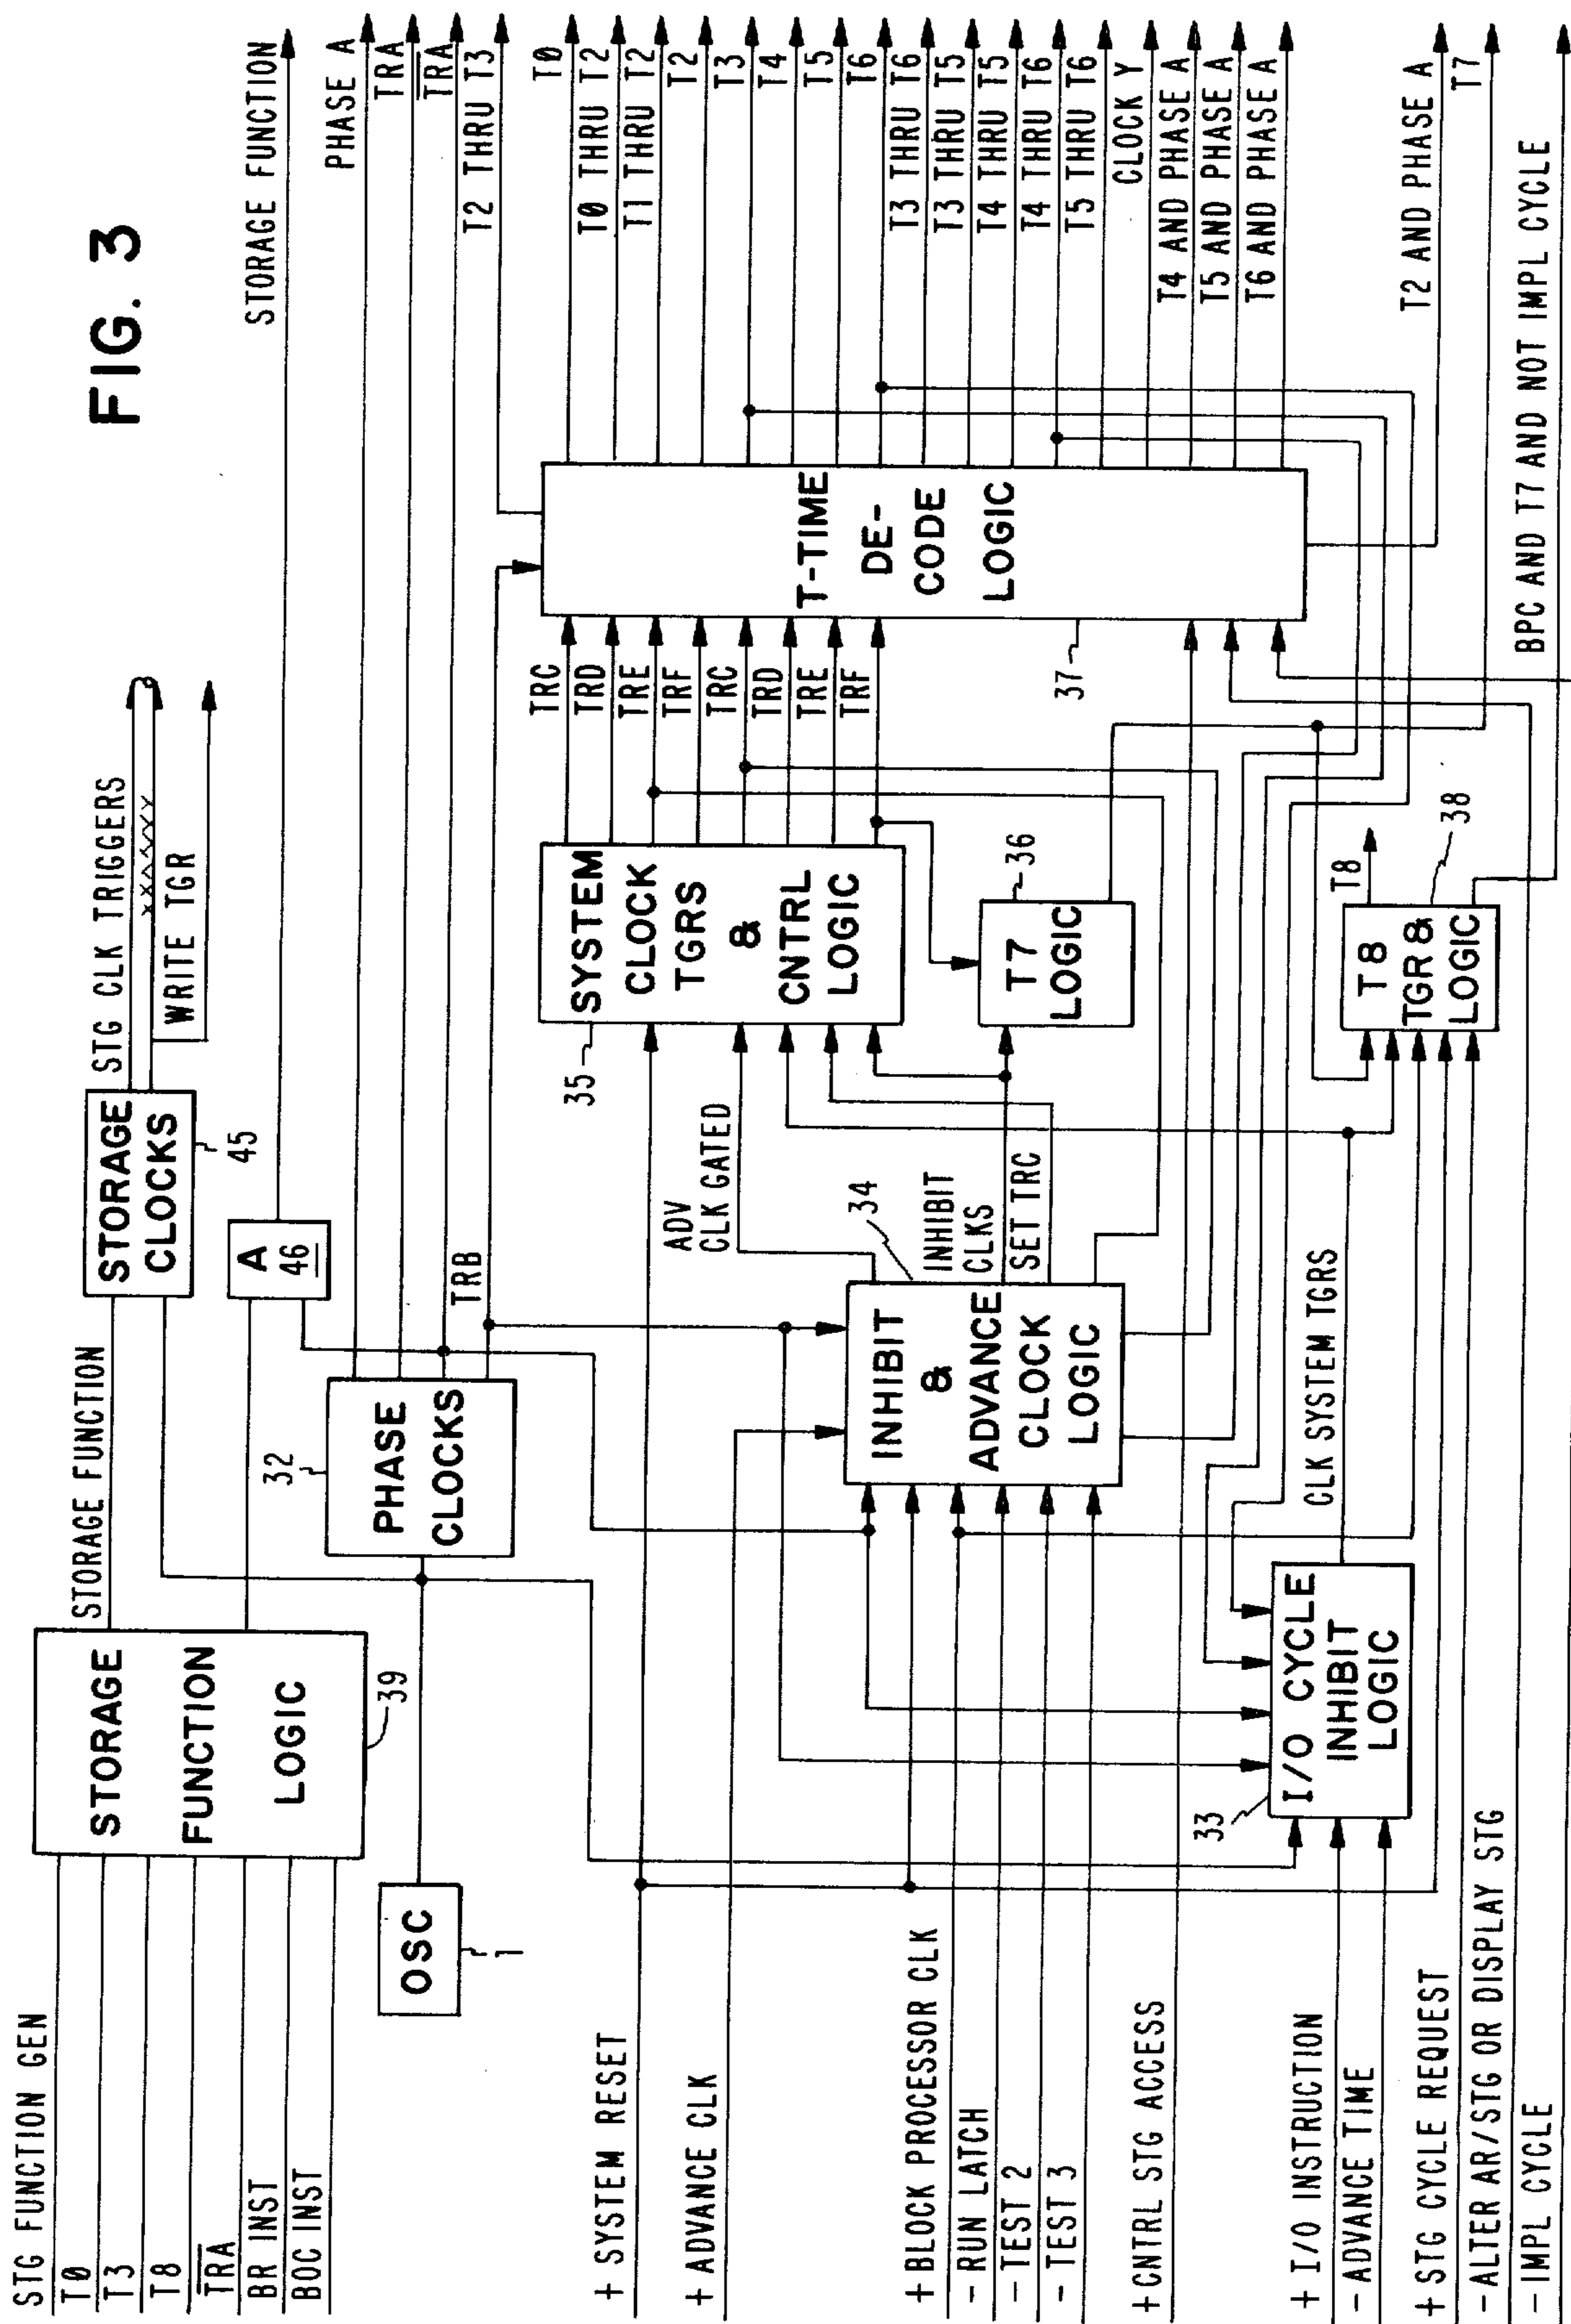 FIG. 3
STG FUNCTION GEN
T0
T3
T8
TRA
BR INST
BOC INST
STORAGE
FUNCTION
LOGIC
39
STORAGE FUNCTION
STORAGE
CLOCKS
45
STG CLK TRIGGERS
WRITE TGR
A
46
STORAGE FUNCTION
OSC
1
32
PHASE
CLOCKS
TRB
PHASE A
TRA
TRA
T2 THRU T3
+ SYSTEM RESET
+ ADVANCE CLK
+ BLOCK PROCESSOR CLK
- RUN LATCH
- TEST 2
- TEST 3
+ CNTRL STG ACCESS
+ I/O INSTRUCTION
- ADVANCE TIME
+ STG CYCLE REQUEST
- ALTER AR/STG OR DISPLAY STG
- IMPL CYCLE
33
I/O CYCLE
INHIBIT
LOGIC
CLK SYSTEM TGRS
INHIBIT
&
ADVANCE
CLOCK
LOGIC
34
ADV
CLK GATED
INHIBIT
CLKS
SET TRC
35
SYSTEM
CLOCK
TGRS
&
CNTRL
LOGIC
T7
LOGIC
36
T8
TGR &
LOGIC
38
T8
TRC
TRD
TRE
TRF
TRC
TRD
TRE
TRF
37
T-TIME
DE-
CODE
LOGIC
T0
T0 THRU T2
T1 THRU T2
T2
T3
T4
T5
T6
T3 THRU T6
T3 THRU T5
T4 THRU T5
T4 THRU T6
T5 THRU T6
CLOCK Y
T4 AND PHASE A
T5 AND PHASE A
T6 AND PHASE A
T2 AND PHASE A
T7
BPC AND T7 AND NOT IMPL CYCLE